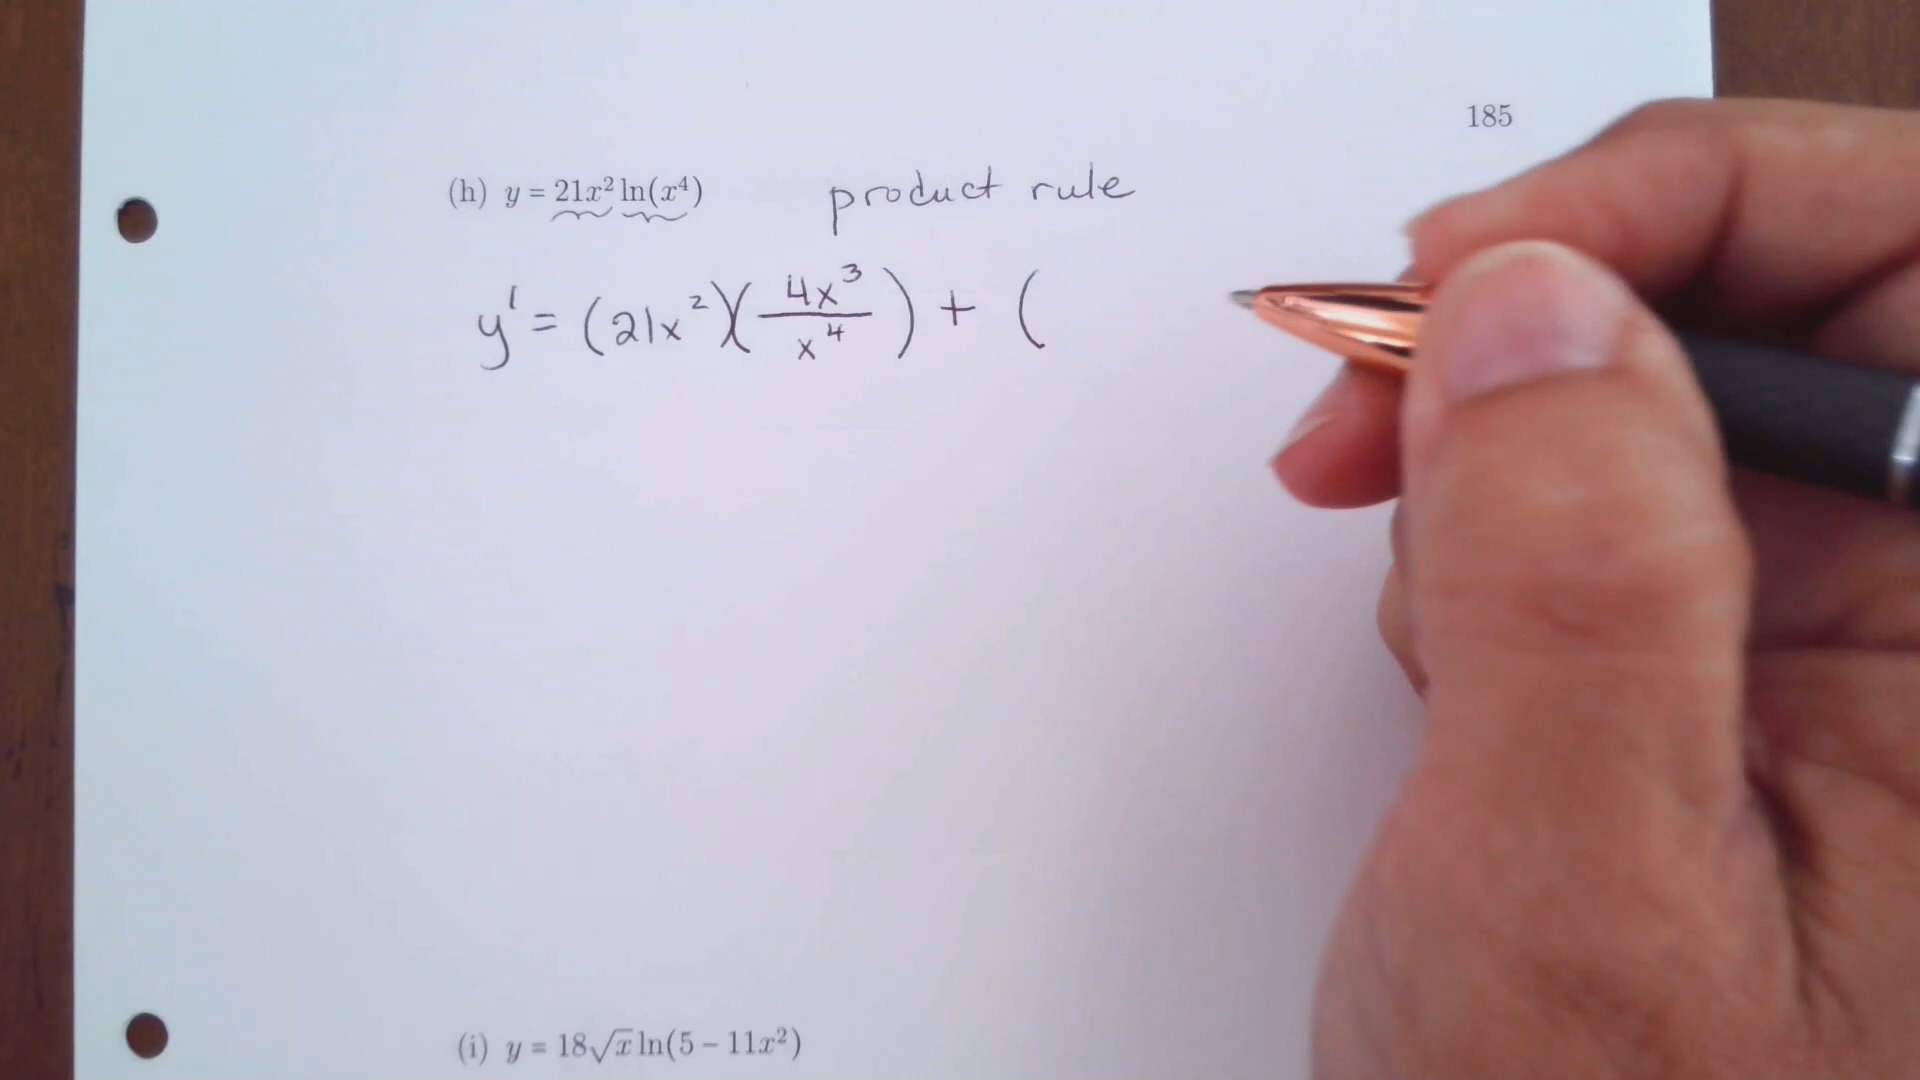 185
(h) y = 21x² ln(x⁴) product rule
y' = (21x²)(4x³/x⁴) + (
(i) y = 18√x ln(5 – 11x²)